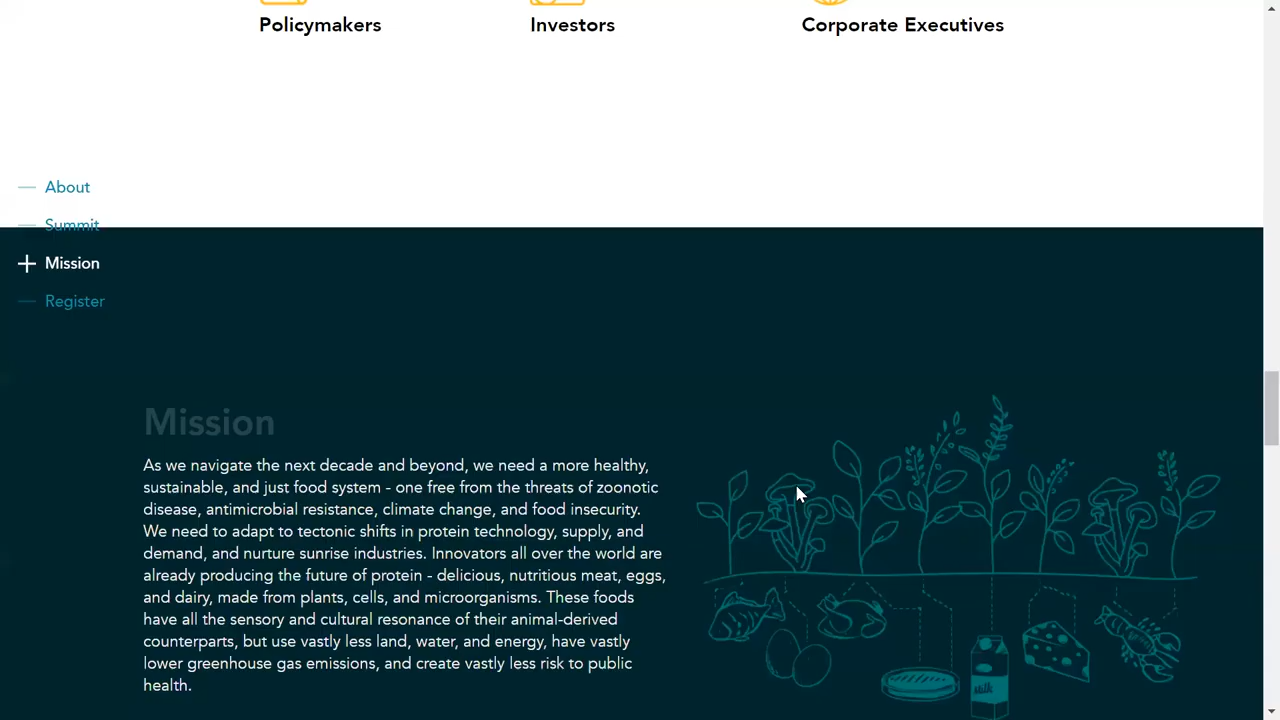 Policymakers
Investors
Corporate Executives
About
Summit
Mission
Register
Mission
As we navigate the next decade and beyond, we need a more healthy,
sustainable, and just food system - one free from the threats of zoonotic
disease, antimicrobial resistance, climate change, and food insecurity.
We need to adapt to tectonic shifts in protein technology, supply, and
demand, and nurture sunrise industries. Innovators all over the world are
already producing the future of protein - delicious, nutritious meat, eggs,
and dairy, made from plants, cells, and microorganisms. These foods
have all the sensory and cultural resonance of their animal-derived
counterparts, but use vastly less land, water, and energy, have vastly
lower greenhouse gas emissions, and create vastly less risk to public
health.
Milk